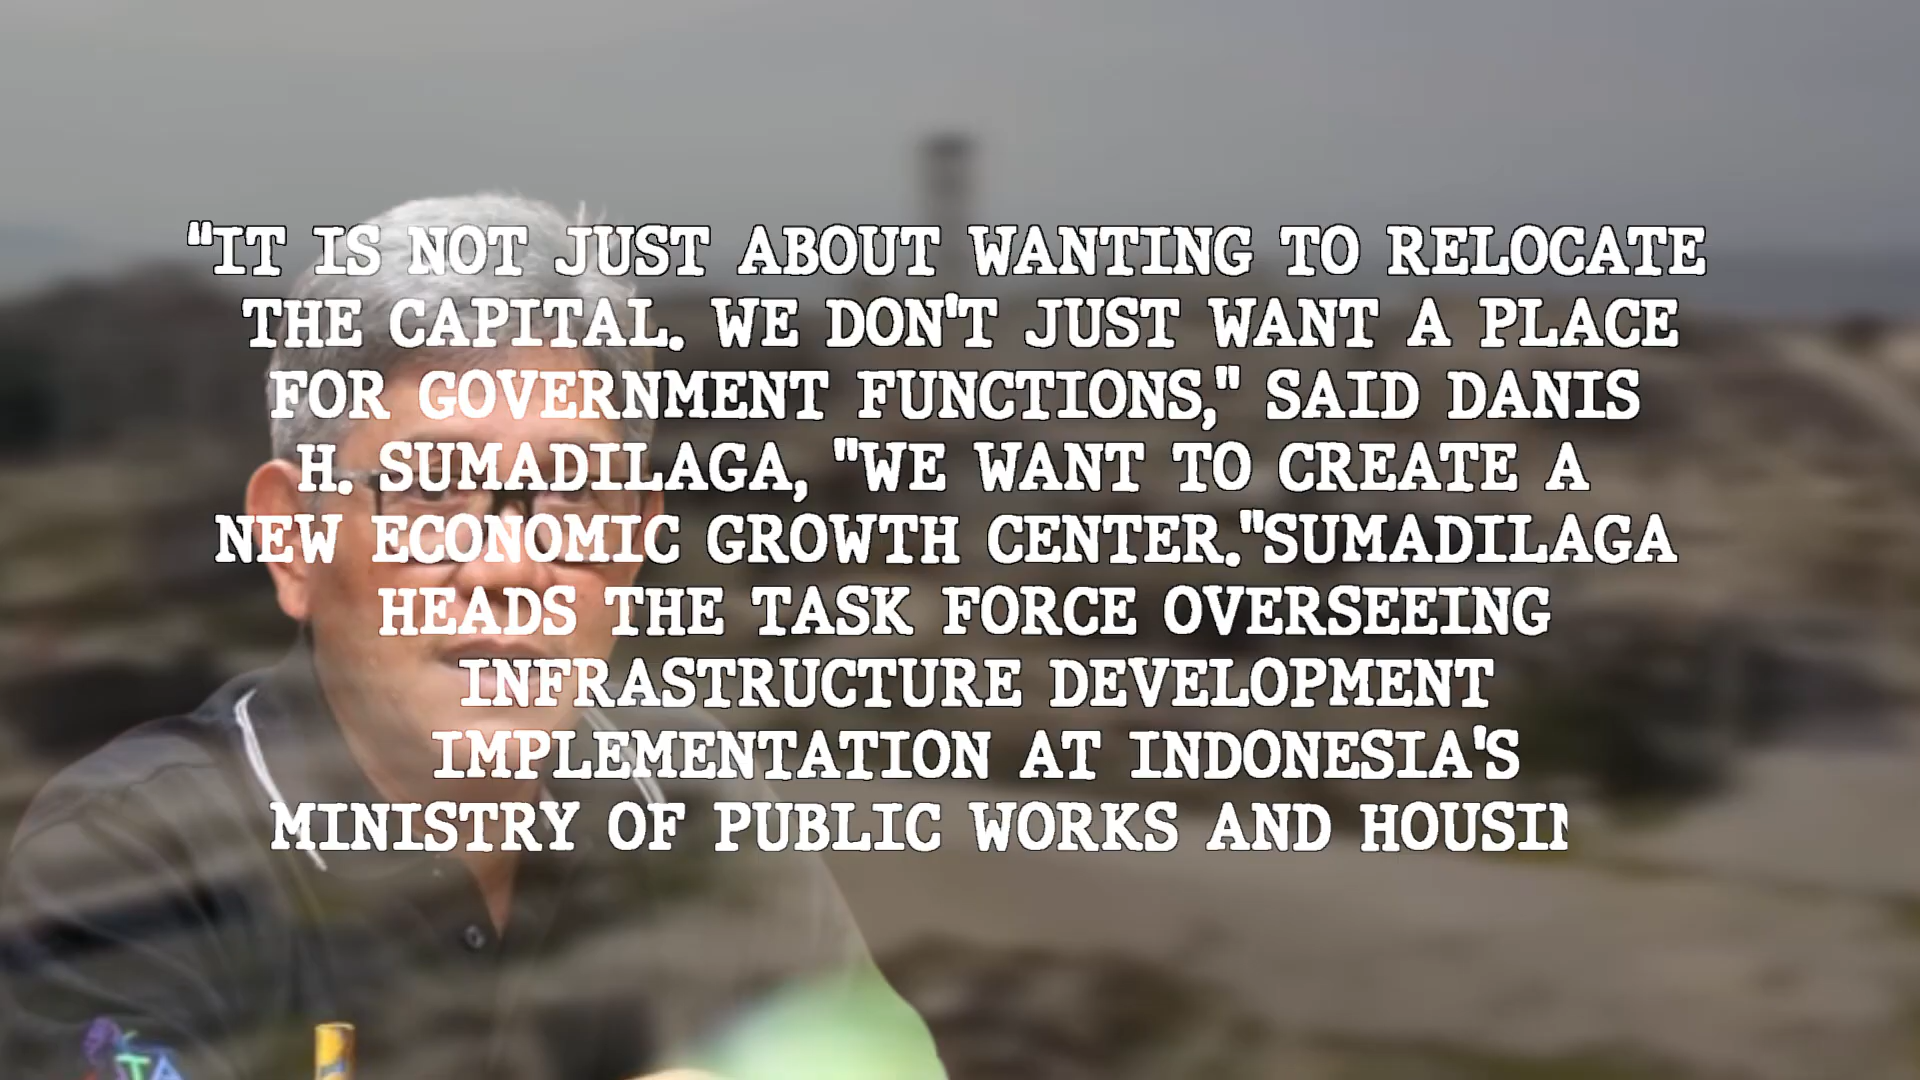 "IT IS NOT JUST ABOUT WANTING TO RELOCATE
THE CAPITAL. WE DON'T JUST WANT A PLACE
FOR GOVERNMENT FUNCTIONS," SAID DANIS
H. SUMADILAGA, "WE WANT TO CREATE A
NEW ECONOMIC GROWTH CENTER."SUMADILAGA
HEADS THE TASK FORCE OVERSEEING
INFRASTRUCTURE DEVELOPMENT
IMPLEMENTATION AT INDONESIA'S
MINISTRY OF PUBLIC WORKS AND HOUSIN
TA